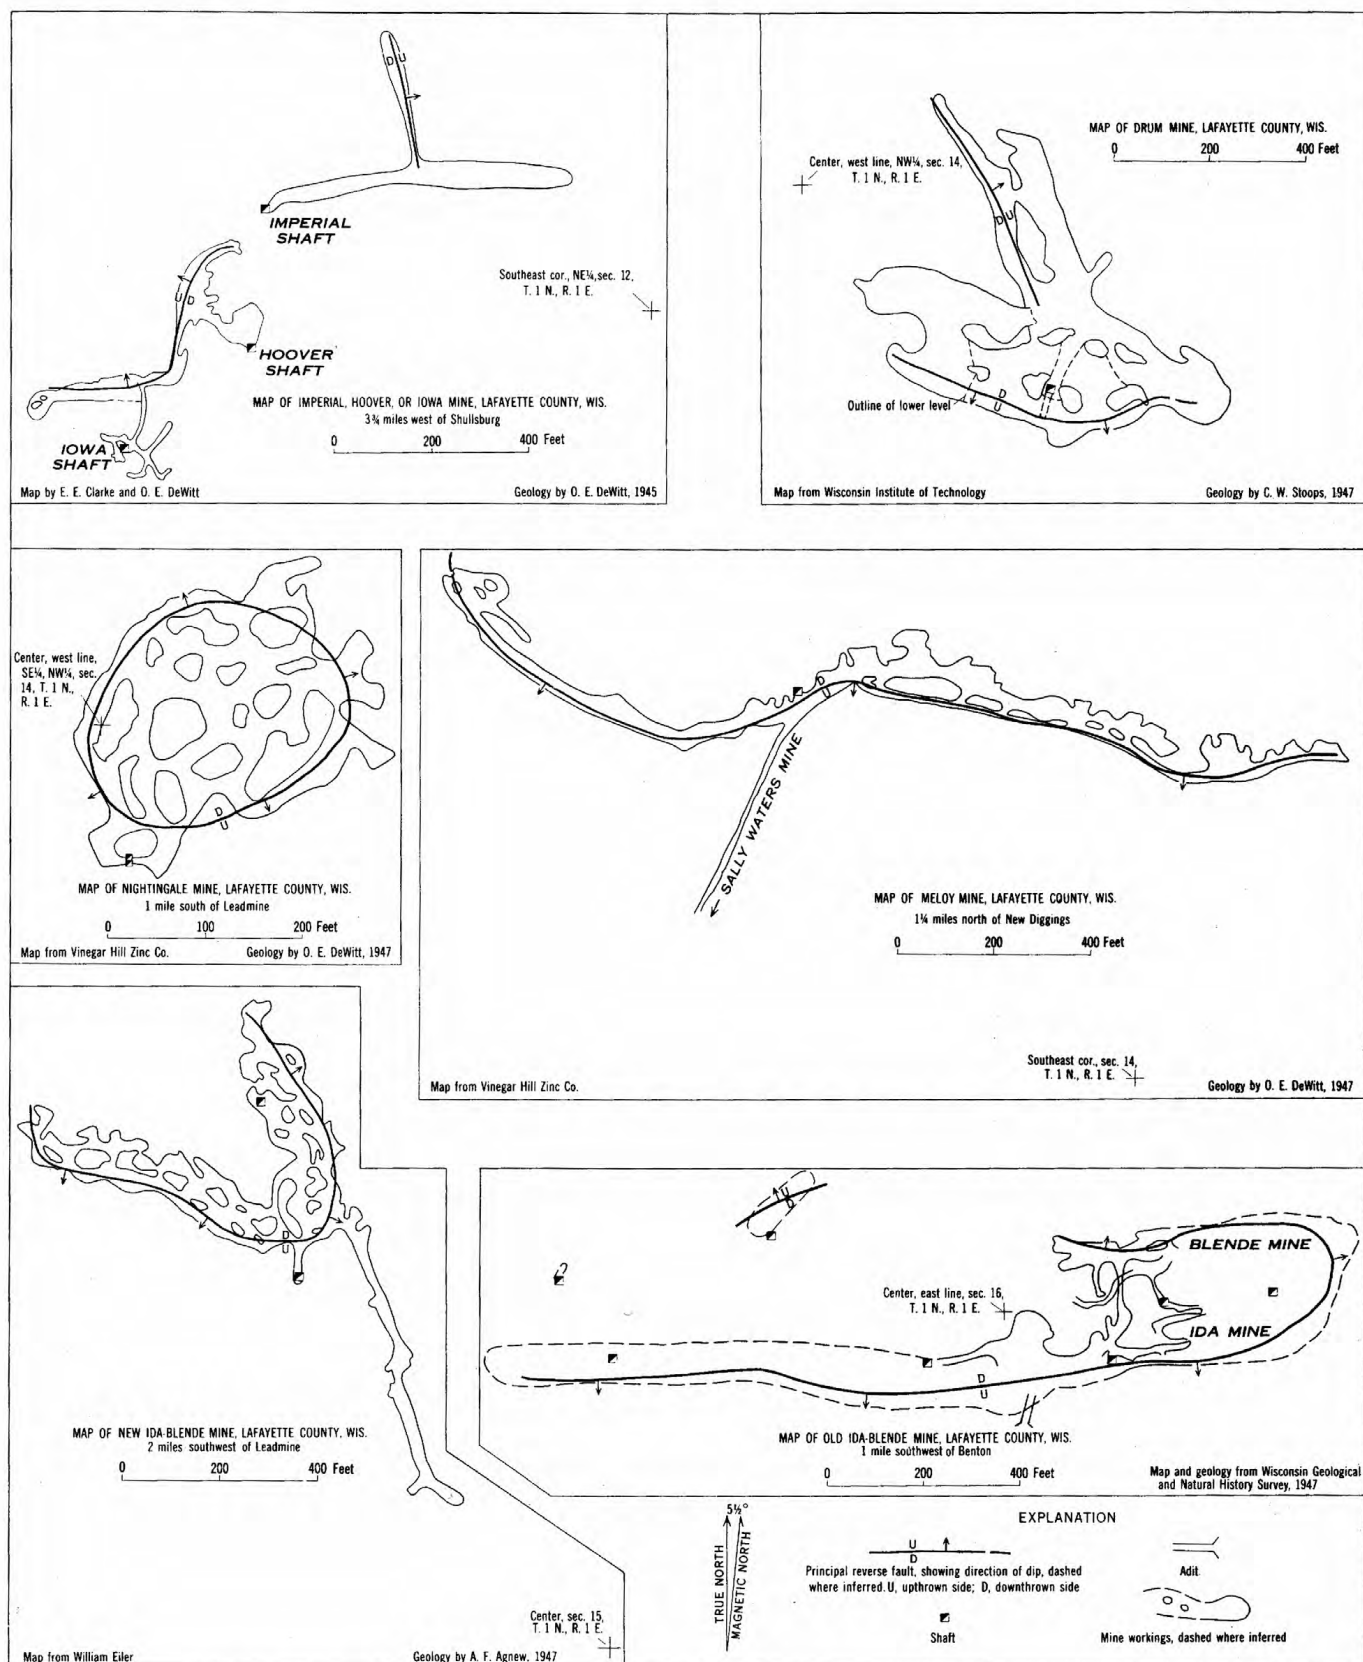 D U
IMPERIAL
SHAFT
U D
HOOVER
SHAFT
IOWA
SHAFT
Southeast cor., NE¼, sec. 12,
T. 1 N., R. 1 E.
MAP OF IMPERIAL, HOOVER, OR IOWA MINE, LAFAYETTE COUNTY, WIS.
3¾ miles west of Shullsburg
0 200 400 Feet
Map by E. E. Clarke and O. E. DeWitt
Geology by O. E. DeWitt, 1945
MAP OF DRUM MINE, LAFAYETTE COUNTY, WIS.
0 200 400 Feet
Center, west line, NW¼, sec. 14,
T. 1 N., R. 1 E.
D U
D
U
Outline of lower level
Map from Wisconsin Institute of Technology
Geology by C. W. Stoops, 1947
Center, west line,
SE¼, NW¼, sec.
14, T. 1 N.,
R. 1 E.
D
U
MAP OF NIGHTINGALE MINE, LAFAYETTE COUNTY, WIS.
1 mile south of Leadmine
0 100 200 Feet
Map from Vinegar Hill Zinc Co.
Geology by O. E. DeWitt, 1947
D
D
U
SALLY WATERS MINE
MAP OF MELOY MINE, LAFAYETTE COUNTY, WIS.
1¼ miles north of New Diggings
0 200 400 Feet
Southeast cor., sec. 14,
T. 1 N., R. 1 E.
Map from Vinegar Hill Zinc Co.
Geology by O. E. DeWitt, 1947
D
U
MAP OF NEW IDA-BLENDE MINE, LAFAYETTE COUNTY, WIS.
2 miles southwest of Leadmine
0 200 400 Feet
Center, sec. 15,
T. 1 N., R. 1 E.
Map from William Eiler
Geology by A. F. Agnew, 1947
U
D
BLENDE MINE
Center, east line, sec. 16,
T. 1 N., R. 1 E.
IDA MINE
D
U
MAP OF OLD IDA-BLENDE MINE, LAFAYETTE COUNTY, WIS.
1 mile southwest of Benton
0 200 400 Feet
Map and geology from Wisconsin Geological
and Natural History Survey, 1947
5½°
TRUE NORTH
MAGNETIC NORTH
EXPLANATION
U
D
Principal reverse fault, showing direction of dip, dashed
where inferred. U, upthrown side; D, downthrown side
Shaft
Adit
Mine workings, dashed where inferred